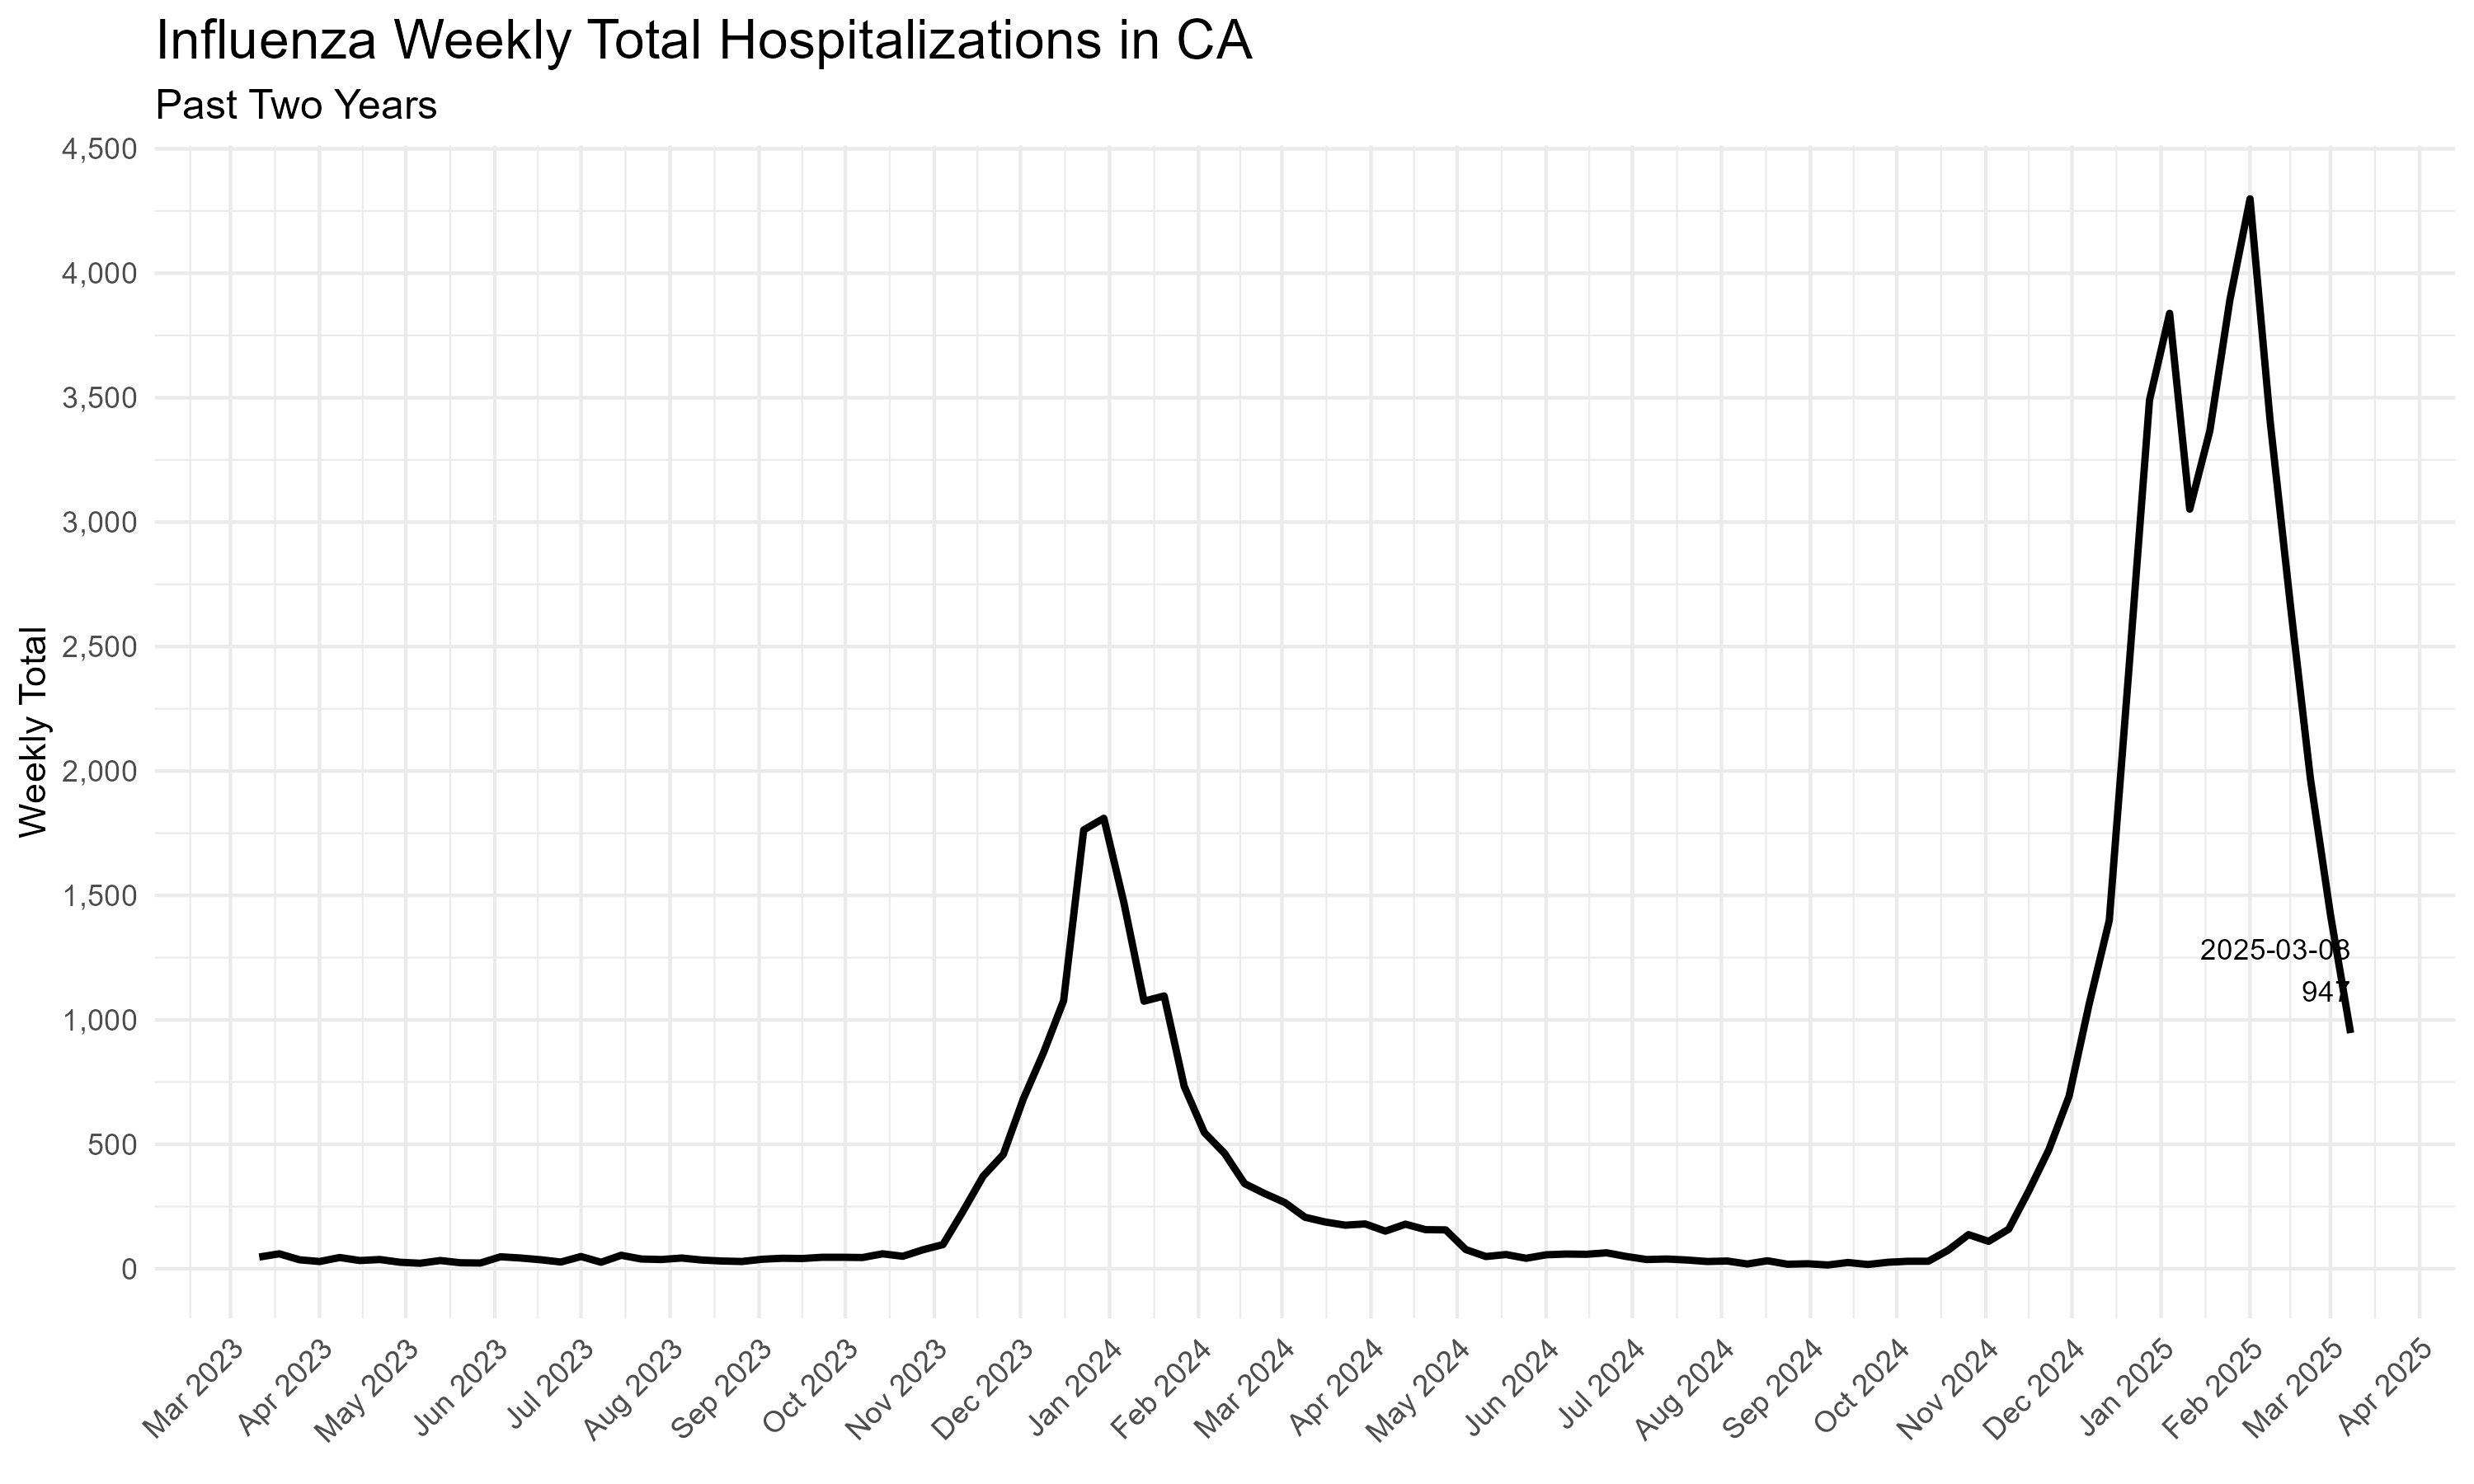 Influenza Weekly Total Hospitalizations in CA
Past Two Years
Weekly Total
4,500
4,000
3,500
3,000
2,500
2,000
1,500
1,000
500
0
2025-03-08
947
Mar 2023
Apr 2023
May 2023
Jun 2023
Jul 2023
Aug 2023
Sep 2023
Oct 2023
Nov 2023
Dec 2023
Jan 2024
Feb 2024
Mar 2024
Apr 2024
May 2024
Jun 2024
Jul 2024
Aug 2024
Sep 2024
Oct 2024
Nov 2024
Dec 2024
Jan 2025
Feb 2025
Mar 2025
Apr 2025